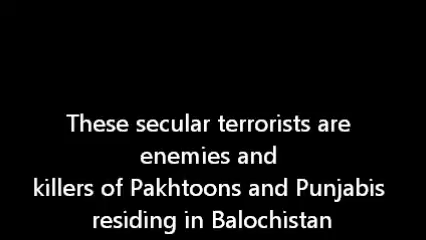 These secular terrorists are
enemies and
killers of Pakhtoons and Punjabis
residing in Balochistan